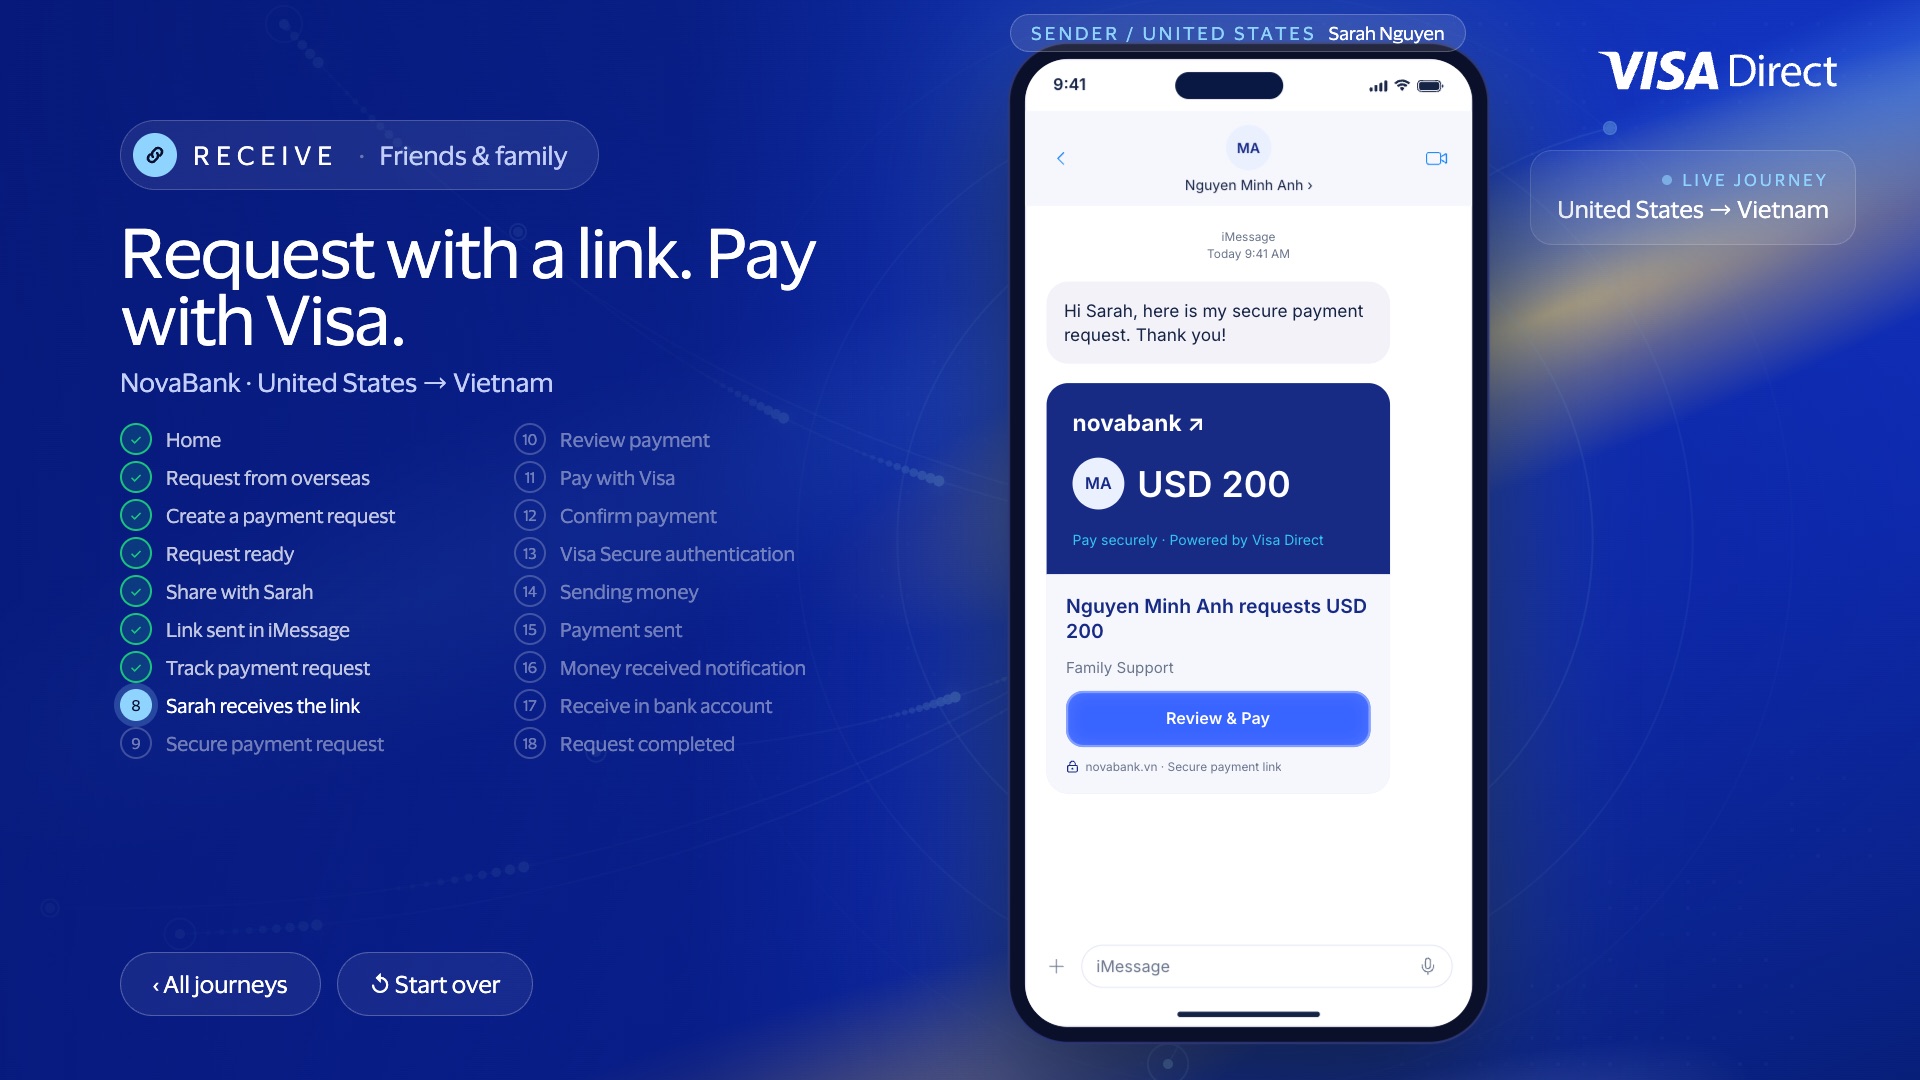 SENDER / UNITED STATES Sarah Nguyen
VISA Direct
RECEIVE · Friends & family
LIVE JOURNEY
United States → Vietnam
Request with a link. Pay
with Visa.
NovaBank · United States → Vietnam
Home
Request from overseas
Create a payment request
Request ready
Share with Sarah
Link sent in iMessage
Track payment request
8 Sarah receives the link
9 Secure payment request
10 Review payment
11 Pay with Visa
12 Confirm payment
13 Visa Secure authentication
14 Sending money
15 Payment sent
16 Money received notification
17 Receive in bank account
18 Request completed
‹ All journeys
Start over
9:41
MA
Nguyen Minh Anh ›
iMessage
Today 9:41 AM
Hi Sarah, here is my secure payment
request. Thank you!
novabank
MA USD 200
Pay securely · Powered by Visa Direct
Nguyen Minh Anh requests USD
200
Family Support
Review & Pay
novabank.vn · Secure payment link
iMessage